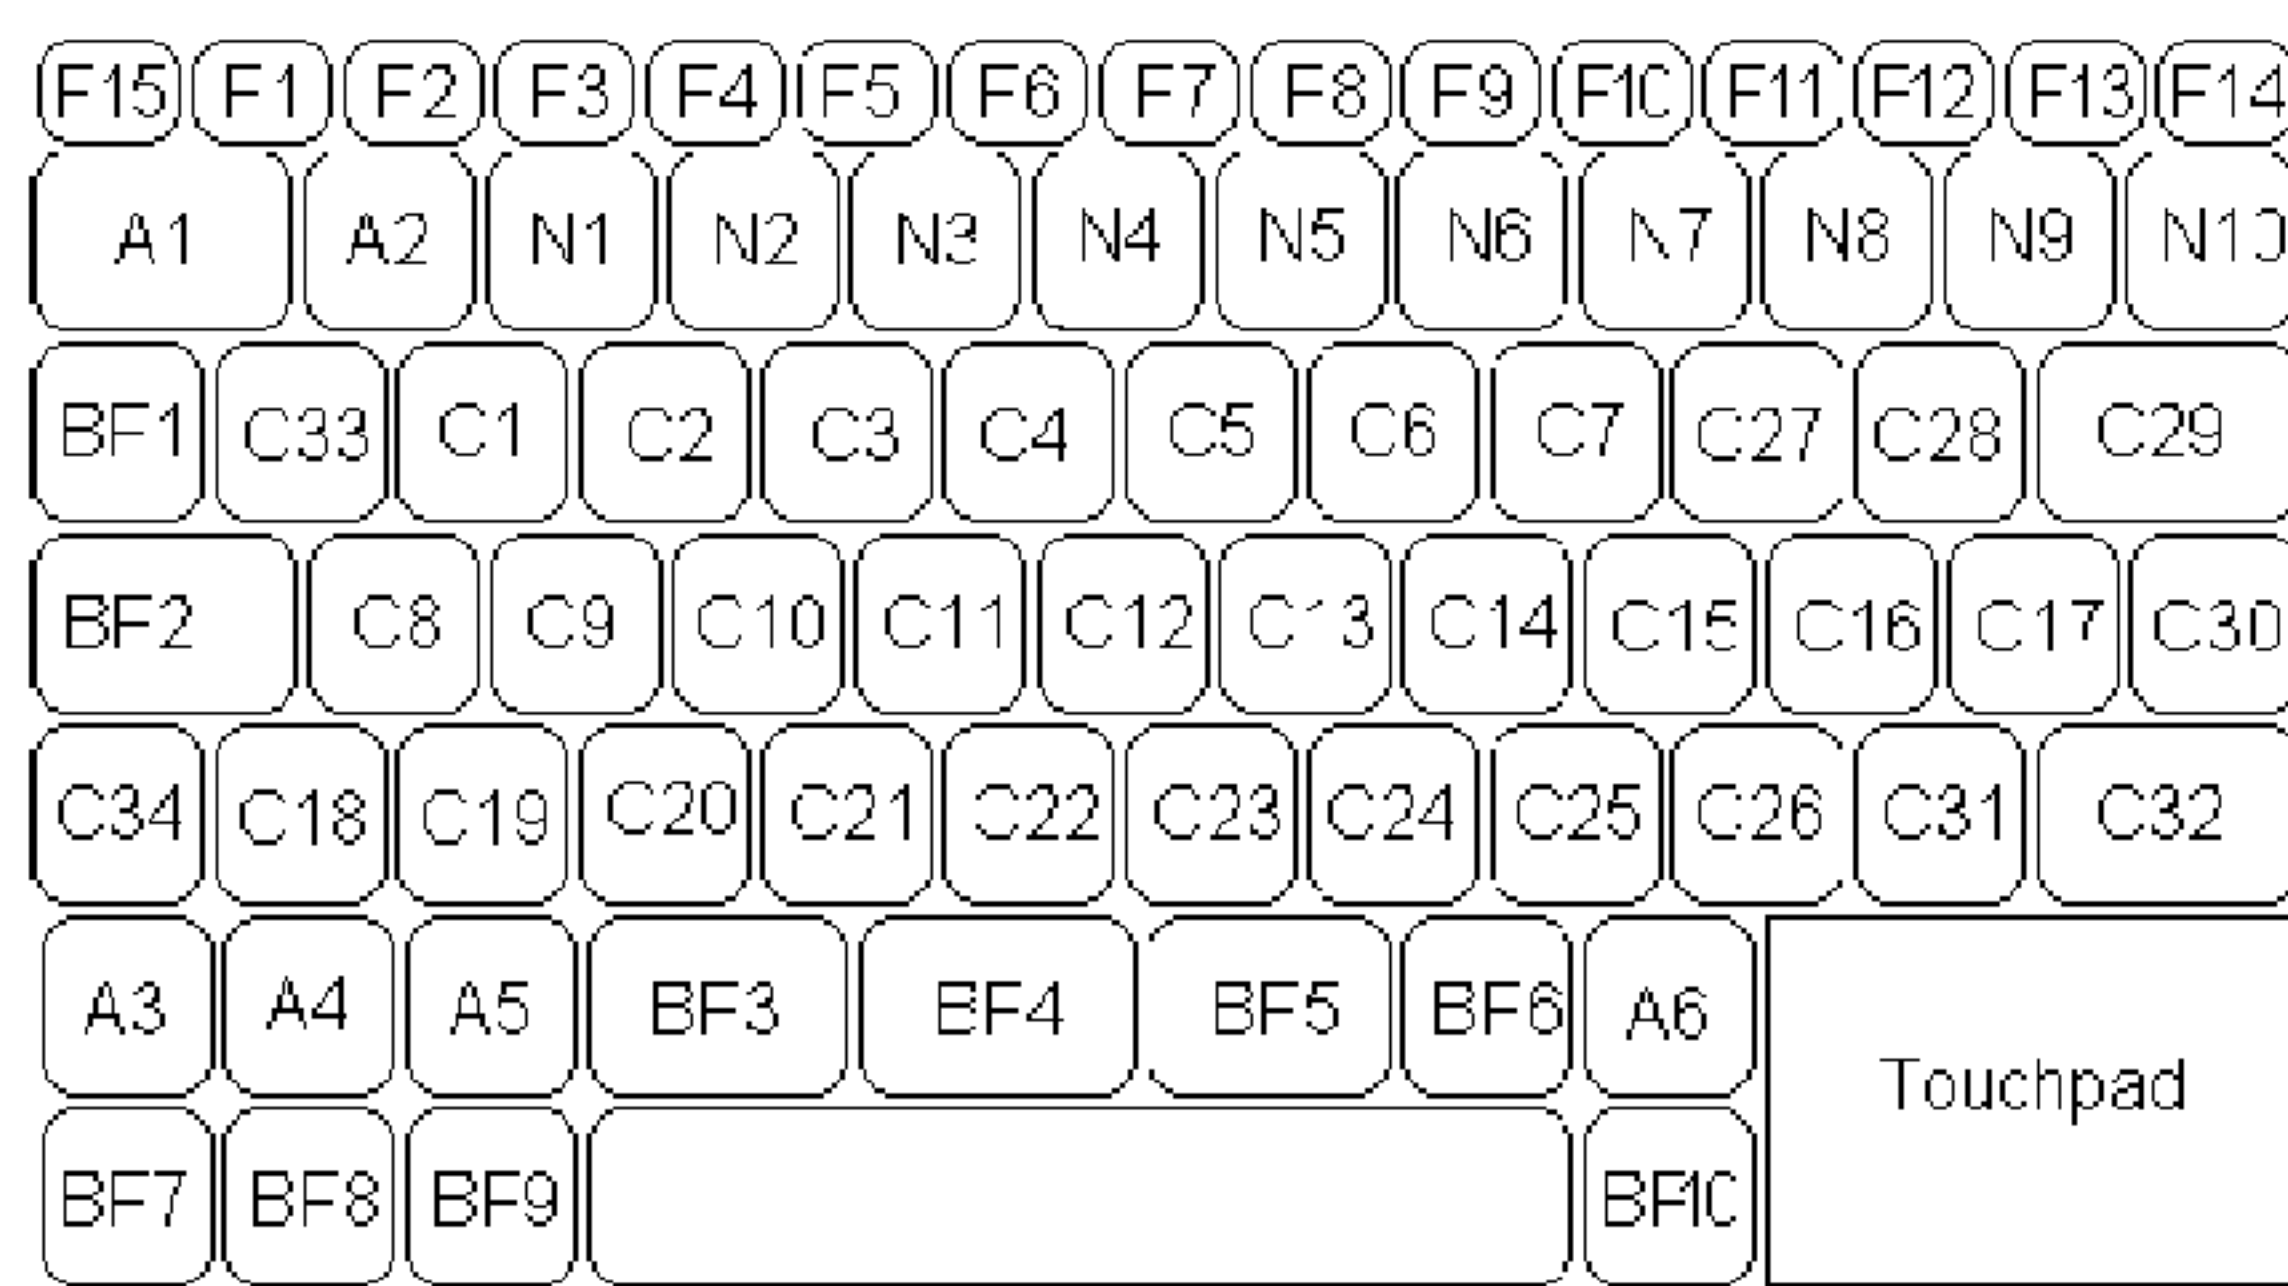 F15 F1 F2 F3 F4 F5 F6 F7 F8 F9 F10 F11 F12 F13 F14
A1 A2 N1 N2 N3 N4 N5 N6 N7 N8 N9 N10
BF1 C33 C1 C2 C3 C4 C5 C6 C7 C27 C28 C29
BF2 C8 C9 C10 C11 C12 C13 C14 C15 C16 C17 C30
C34 C18 C19 C20 C21 C22 C23 C24 C25 C26 C31 C32
A3 A4 A5 BF3 BF4 BF5 BF6 A6
Touchpad
BF7 BF8 BF9 BF10